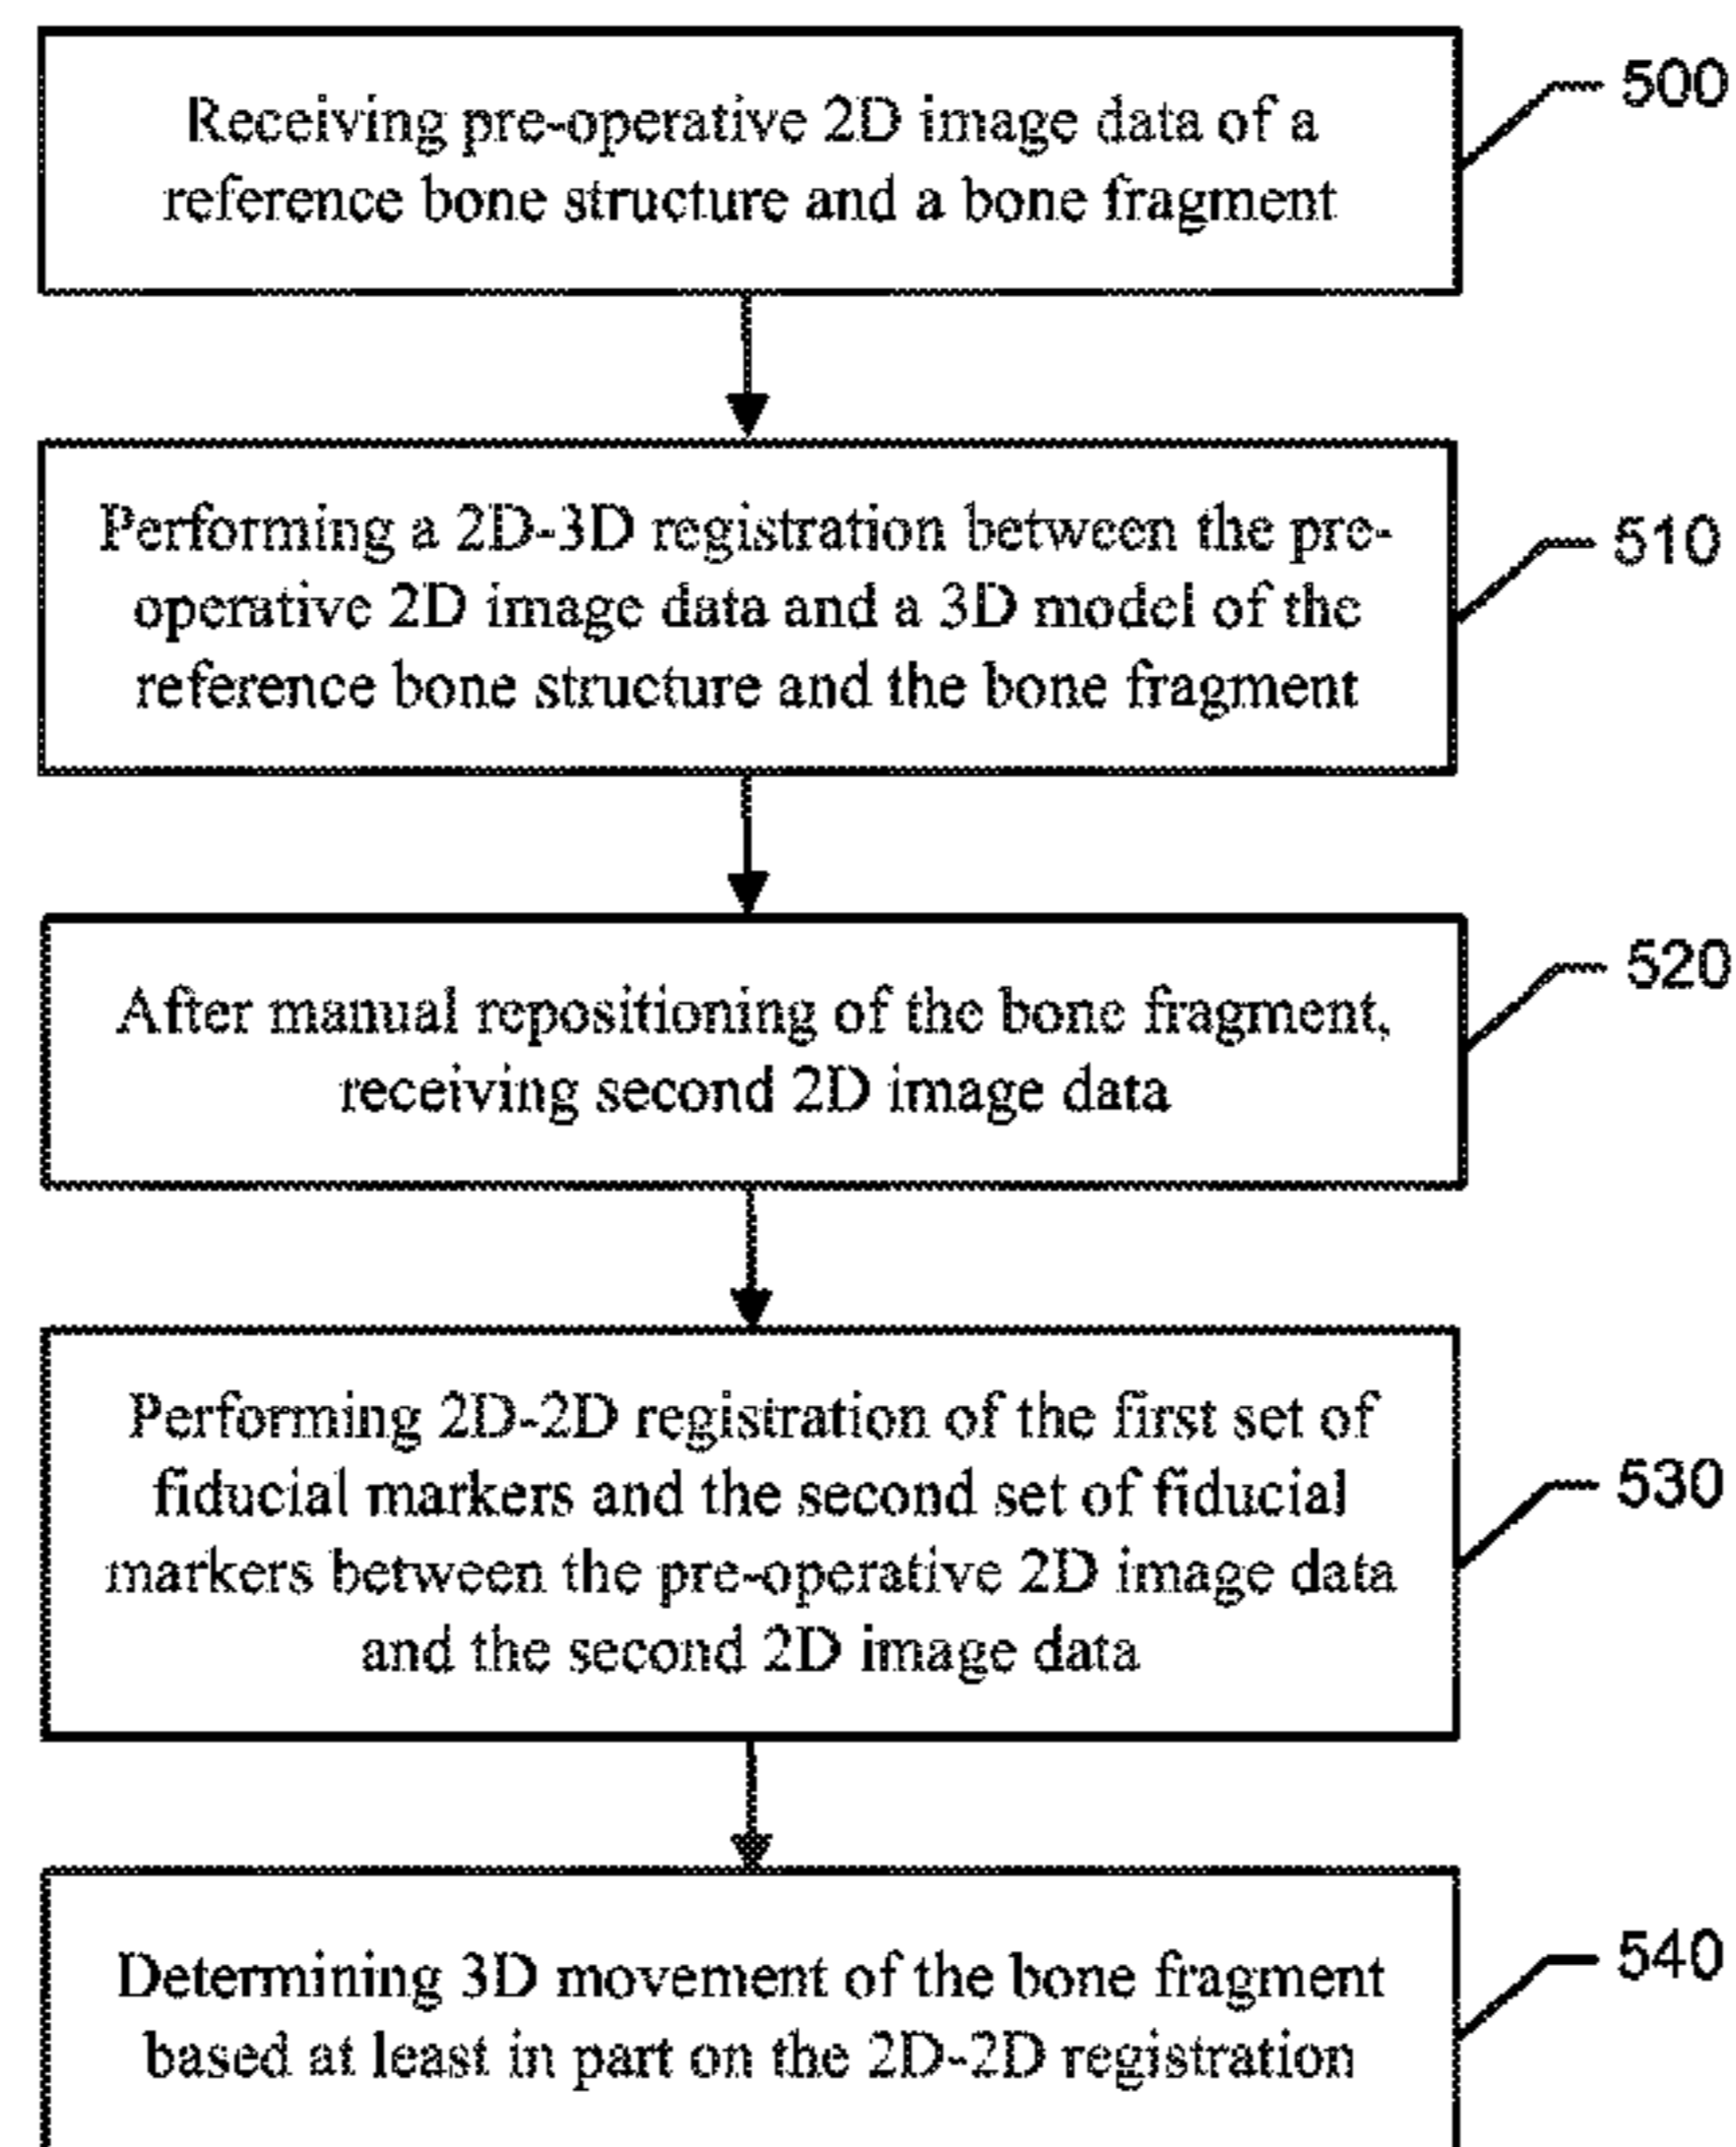 Receiving pre-operative 2D image data of a
reference bone structure and a bone fragment
500
Performing a 2D-3D registration between the pre-
operative 2D image data and a 3D model of the
reference bone structure and the bone fragment
510
After manual repositioning of the bone fragment,
receiving second 2D image data
520
Performing 2D-2D registration of the first set of
fiducial markers and the second set of fiducial
markers between the pre-operative 2D image data
and the second 2D image data
530
Determining 3D movement of the bone fragment
based at least in part on the 2D-2D registration
540